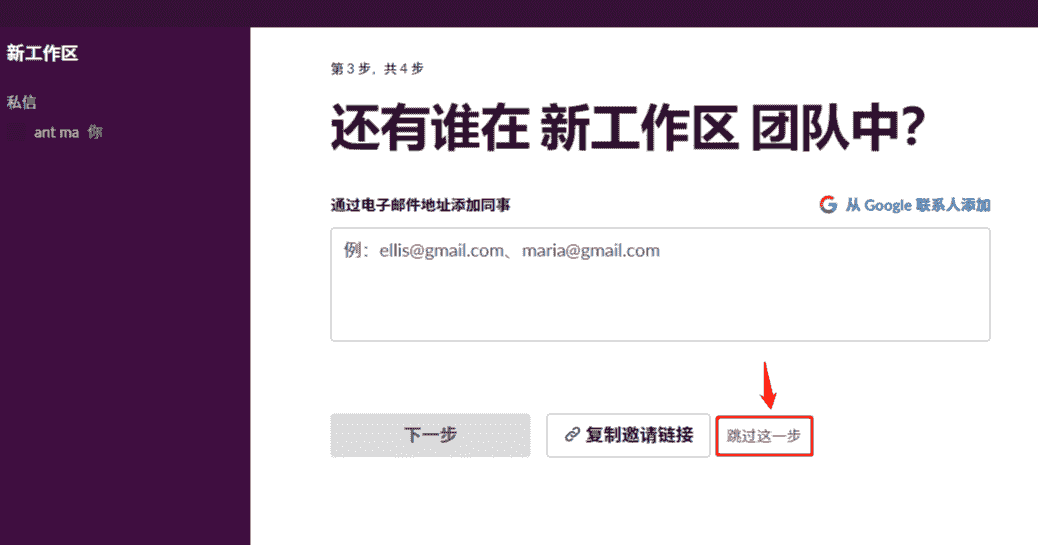 新工作区
私信
ant ma 你
第 3 步，共 4 步
还有谁在 新工作区 团队中？
通过电子邮件地址添加同事
从 Google 联系人添加
例：ellis@gmail.com、maria@gmail.com
下一步
复制邀请链接
跳过这一步